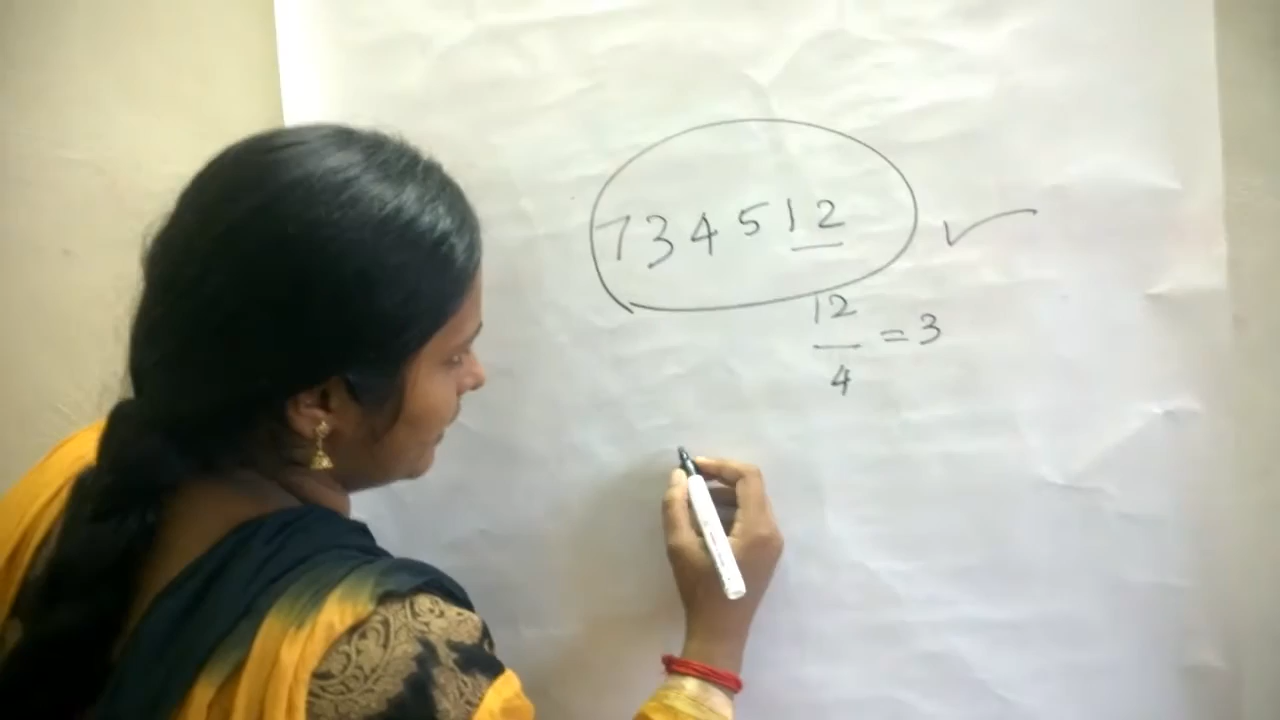 734512
12
— = 3
4